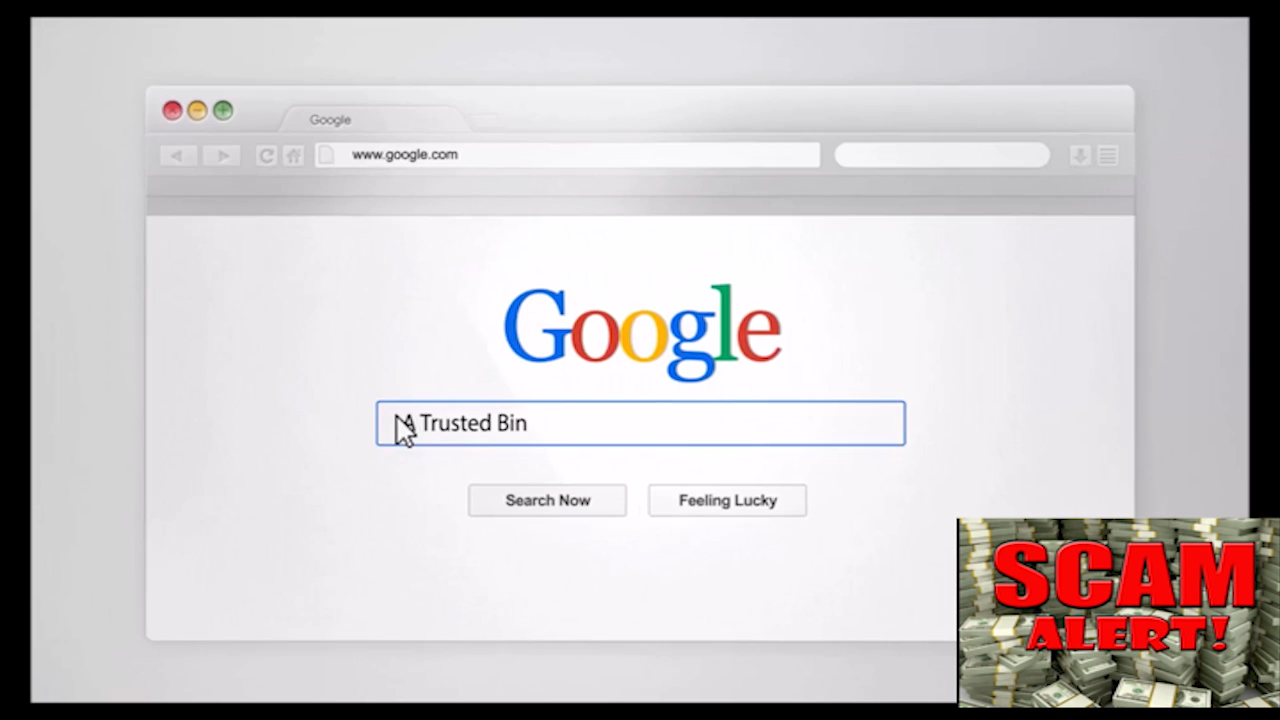 Google
www.google.com
Google
A Trusted Bin
Search Now
Feeling Lucky
SCAM
ALERT!